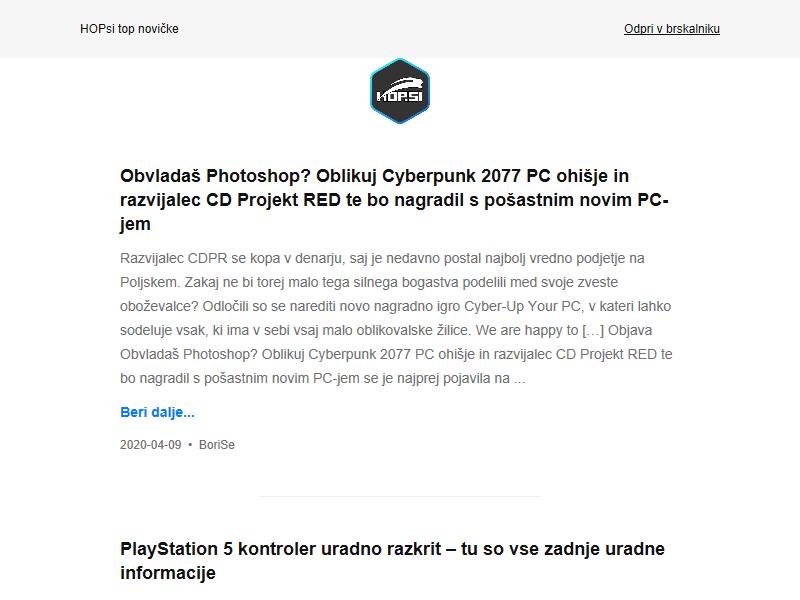 HOPsi top novičke
Odpri v brskalniku
HOP.SI
Obvladaš Photoshop? Oblikuj Cyberpunk 2077 PC ohišje in
razvijalec CD Projekt RED te bo nagradil s pošastnim novim PC-
jem
Razvijalec CDPR se kopa v denarju, saj je nedavno postal najbolj vredno podjetje na
Poljskem. Zakaj ne bi torej malo tega silnega bogastva podelili med svoje zveste
oboževalce? Odločili so se narediti novo nagradno igro Cyber-Up Your PC, v kateri lahko
sodeluje vsak, ki ima v sebi vsaj malo oblikovalske žilice. We are happy to […] Objava
Obvladaš Photoshop? Oblikuj Cyberpunk 2077 PC ohišje in razvijalec CD Projekt RED te
bo nagradil s pošastnim novim PC-jem se je najprej pojavila na ...
Beri dalje...
2020-04-09 • BoriSe
PlayStation 5 kontroler uradno razkrit – tu so vse zadnje uradne
informacije